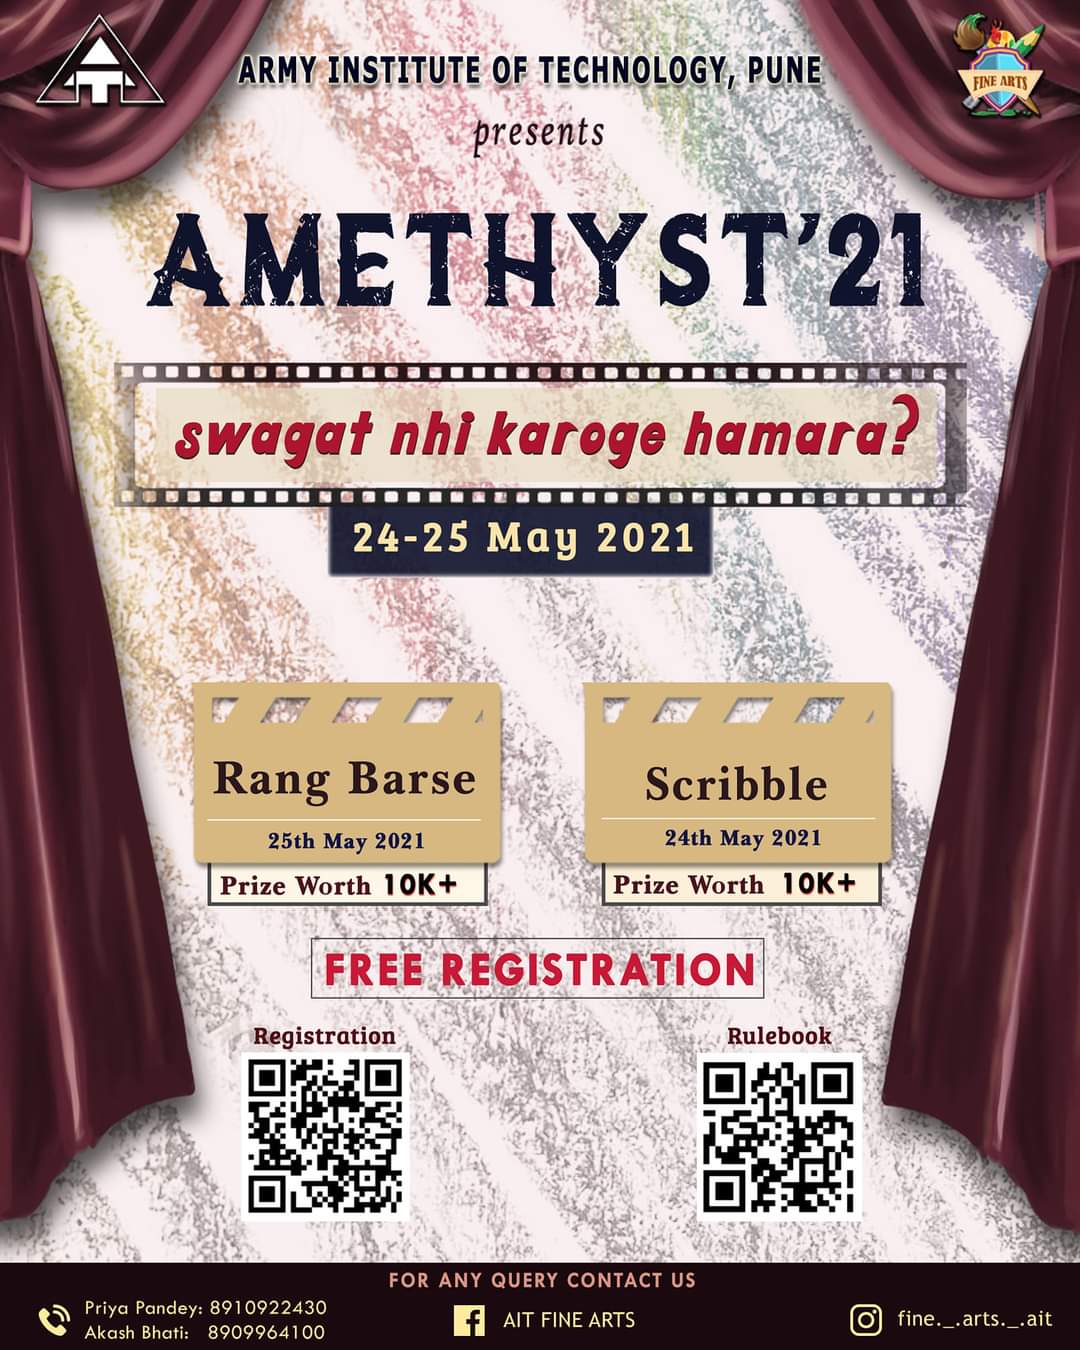 AIT
ARMY INSTITUTE OF TECHNOLOGY, PUNE
FINE ARTS
presents
AMETHYST'21
swagat nhi karoge hamara?
24-25 May 2021
Rang Barse
25th May 2021
Prize Worth 10K+
Scribble
24th May 2021
Prize Worth 10K+
FREE REGISTRATION
Registration
Rulebook
FOR ANY QUERY CONTACT US
Priya Pandey: 8910922430
Akash Bhati: 8909964100
AIT FINE ARTS
fine._.arts._.ait